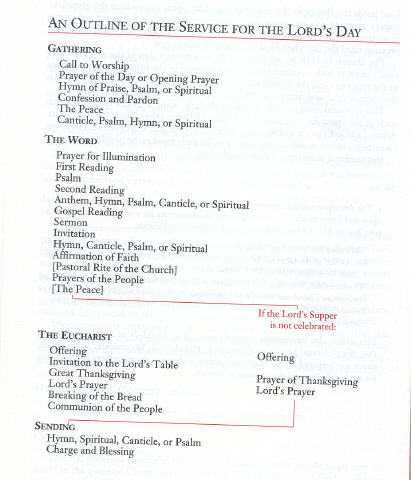 AN OUTLINE OF THE SERVICE FOR THE LORD'S DAY
GATHERING
Call to Worship
Prayer of the Day or Opening Prayer
Hymn of Praise, Psalm, or Spiritual
Confession and Pardon
The Peace
Canticle, Psalm, Hymn, or Spiritual
THE WORD
Prayer for Illumination
First Reading
Psalm
Second Reading
Anthem, Hymn, Psalm, Canticle, or Spiritual
Gospel Reading
Sermon
Invitation
Hymn, Canticle, Psalm, or Spiritual
Affirmation of Faith
[Pastoral Rite of the Church]
Prayers of the People
[The Peace]
If the Lord's Supper
is not celebrated:
THE EUCHARIST
Offering
Invitation to the Lord's Table
Great Thanksgiving
Lord's Prayer
Breaking of the Bread
Communion of the People
Offering
Prayer of Thanksgiving
Lord's Prayer
SENDING
Hymn, Spiritual, Canticle, or Psalm
Charge and Blessing